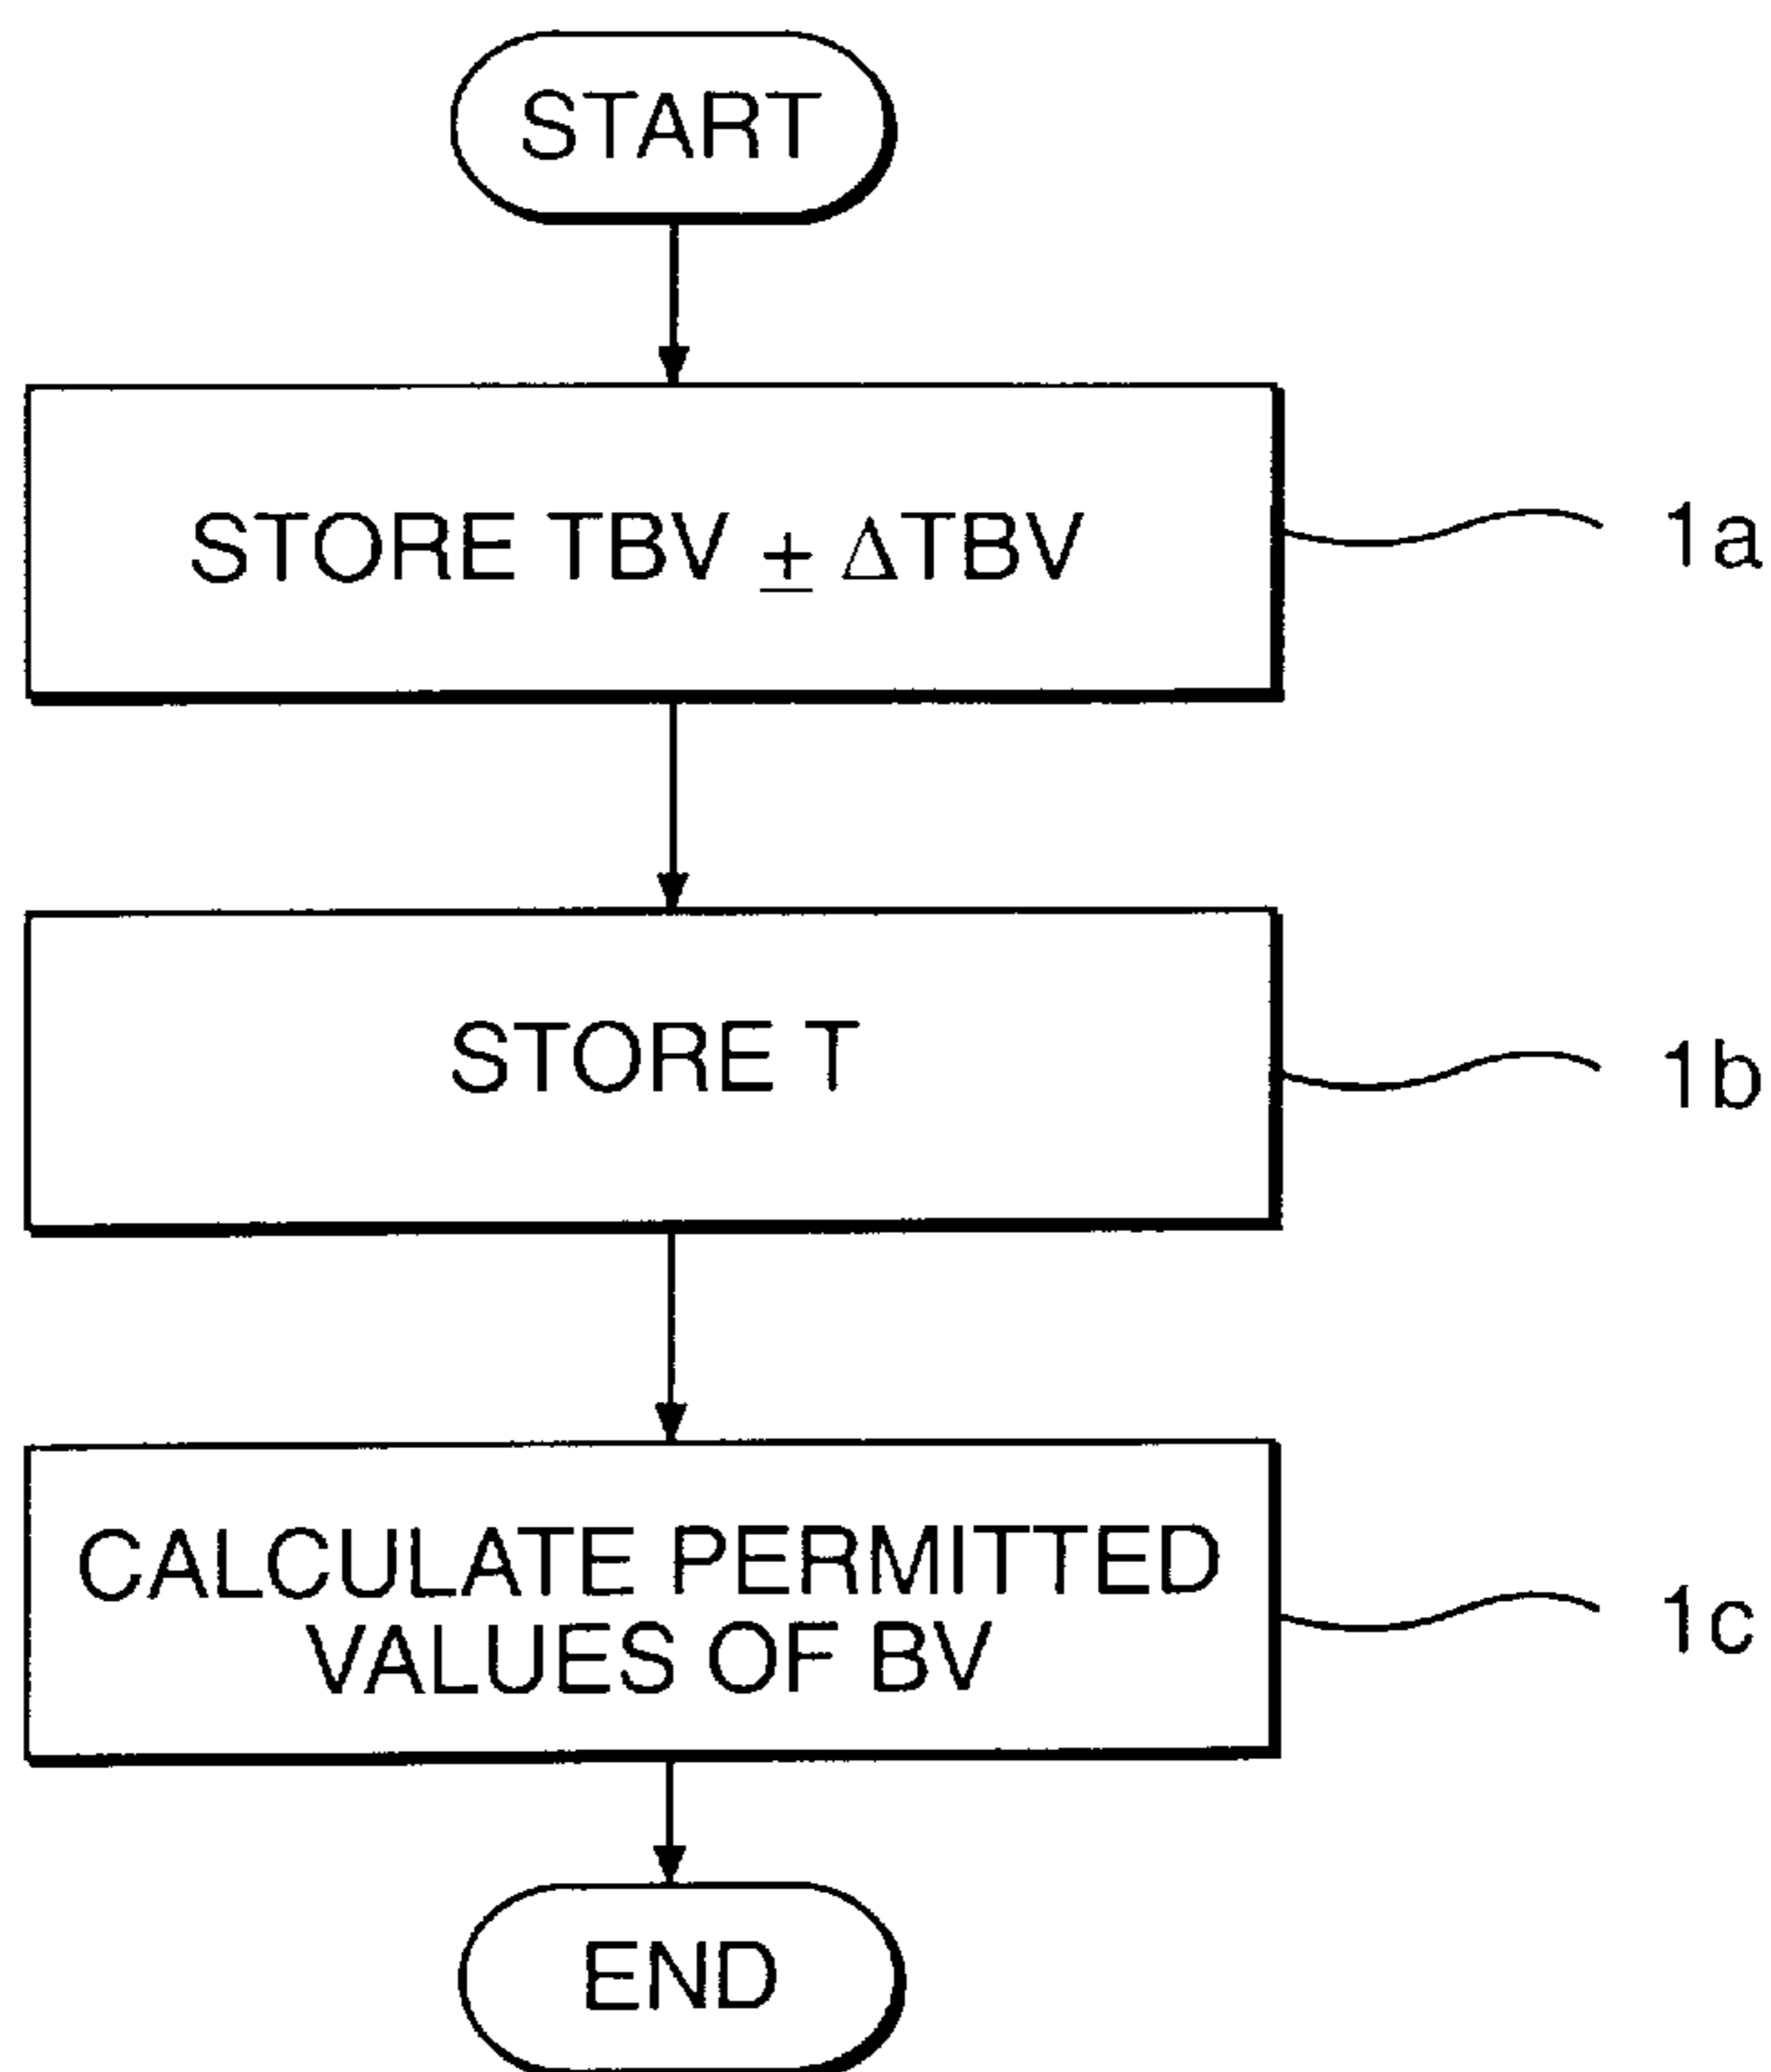 START
STORE TBV ± ΔTBV
1a
STORE T
1b
CALCULATE PERMITTED
VALUES OF BV
1c
END